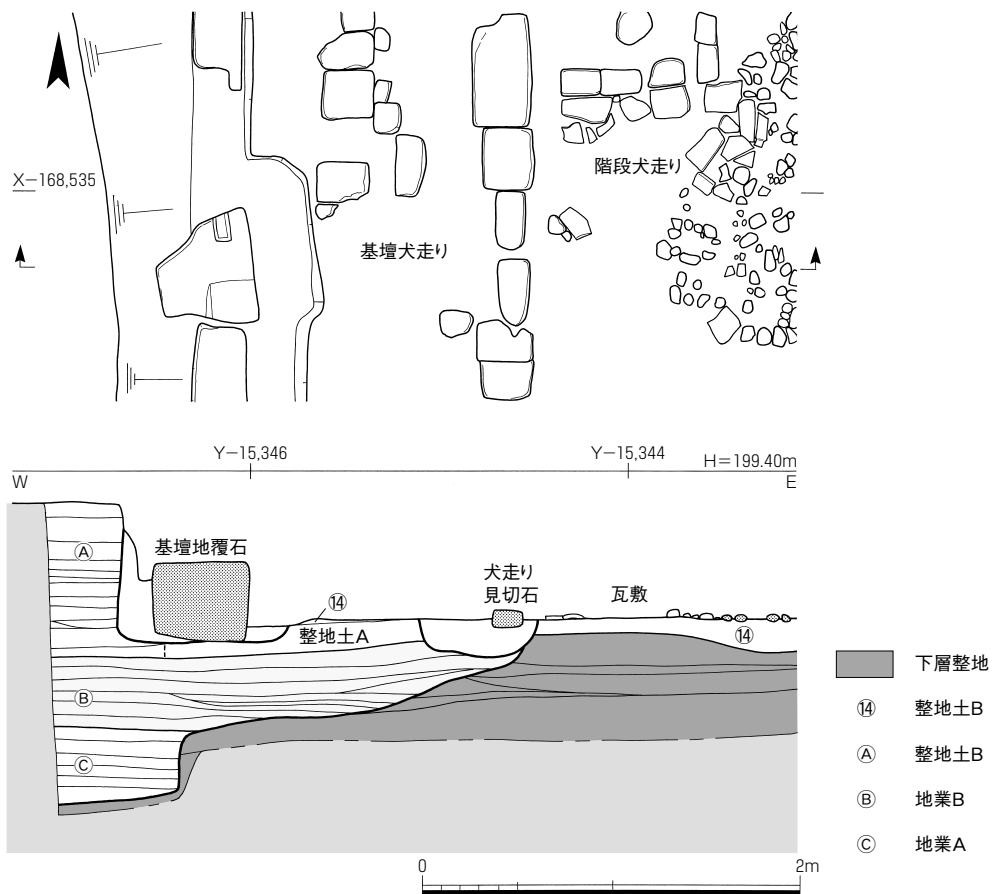 X−168,535
階段犬走り
基壇犬走り
Y−15,346
Y−15,344
H=199.40m
W
E
Ⓐ
基壇地覆石
犬走り
見切石
瓦敷
⑭
整地土A
⑭
Ⓑ
Ⓒ
下層整地
⑭ 整地土B
Ⓐ 整地土B
Ⓑ 地業B
Ⓒ 地業A
0
2m